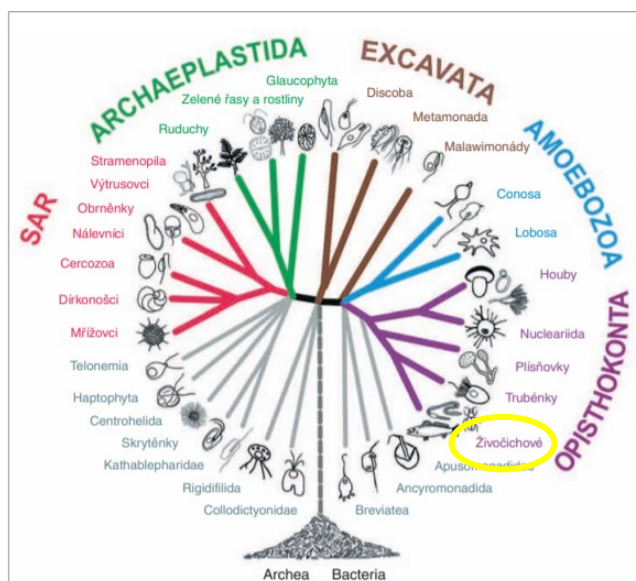 ARCHAEPLASTIDA
EXCAVATA
AMOEBOZOA
OPISTHOKONTA
SAR
Glaucophyta
Zelené řasy a rostliny
Ruduchy
Stramenopila
Výtrusovci
Obrněnky
Nálevníci
Cercozoa
Dírkonošci
Mřížovci
Telonemia
Haptophyta
Centrohelida
Skrytěnky
Kathablepharidae
Rigidifilida
Collodictyonidae
Discoba
Metamonada
Malawimonády
Conosa
Lobosa
Houby
Nucleariida
Plísňovky
Trubénky
Živočichové
Apusomonadidae
Ancyromonadida
Breviatea
Archea Bacteria